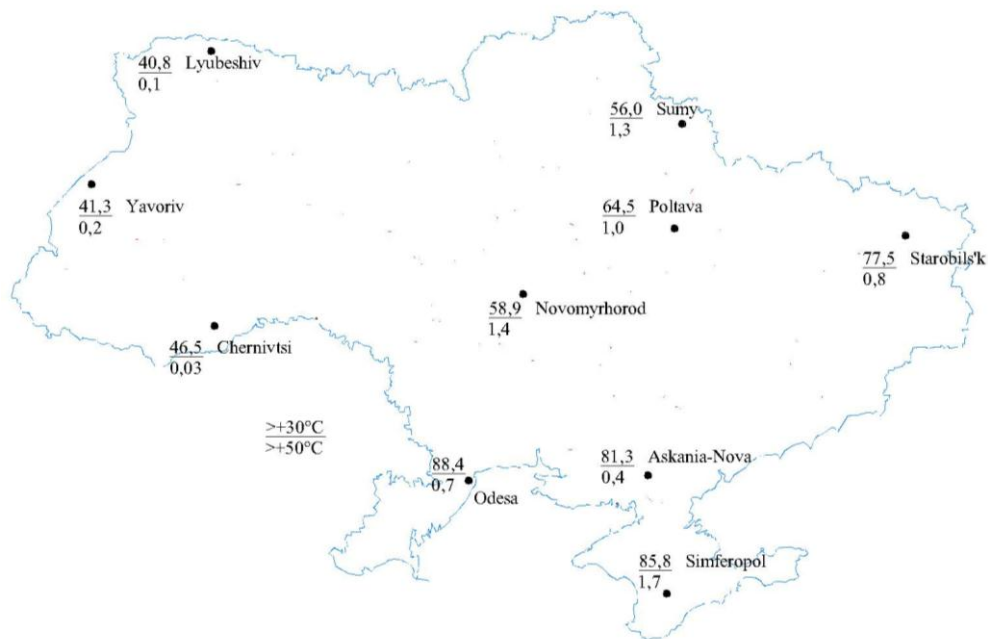 40,8 Lyubeshiv
0,1
56,0 Sumy
1,3
41,3 Yavoriv
0,2
64,5 Poltava
1,0
77,5 Starobils'k
0,8
58,9 Novomyrhorod
1,4
46,5 Chernivtsi
0,03
>+30°C
>+50°C
88,4
0,7
Odesa
81,3 Askania-Nova
0,4
85,8 Simferopol
1,7